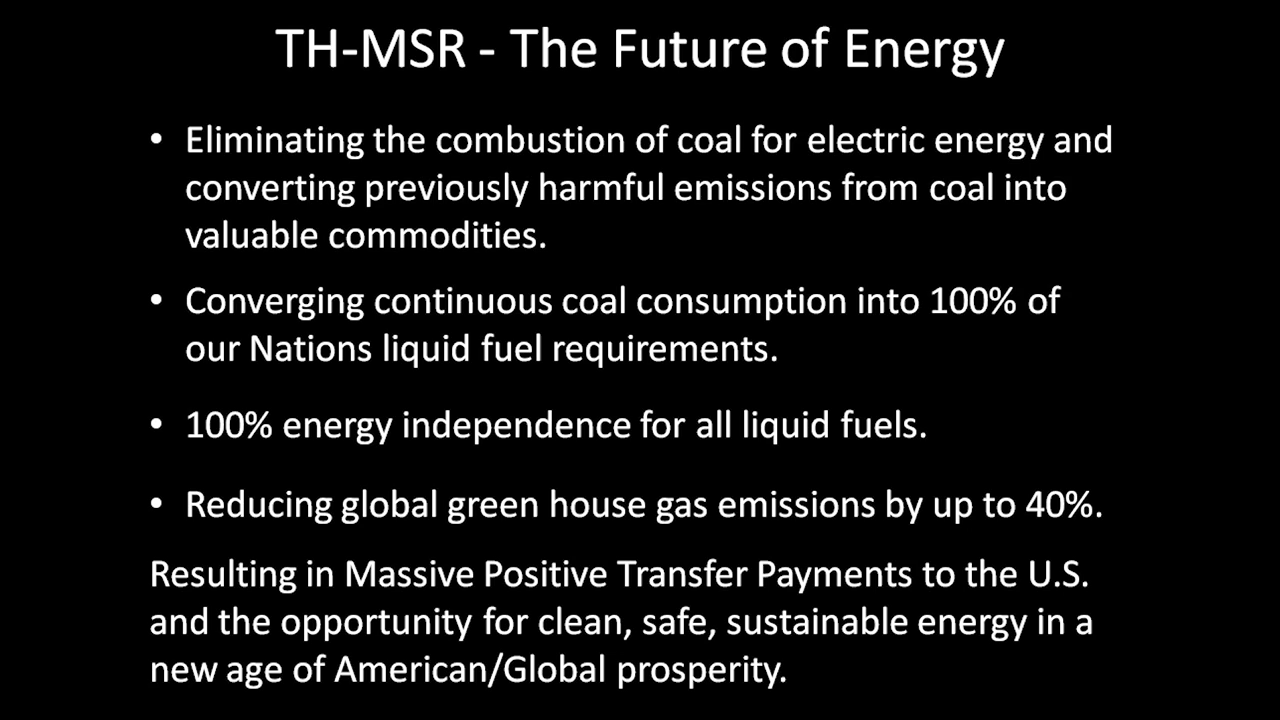 TH-MSR - The Future of Energy
• Eliminating the combustion of coal for electric energy and
converting previously harmful emissions from coal into
valuable commodities.
• Converging continuous coal consumption into 100% of
our Nations liquid fuel requirements.
• 100% energy independence for all liquid fuels.
• Reducing global green house gas emissions by up to 40%.
Resulting in Massive Positive Transfer Payments to the U.S.
and the opportunity for clean, safe, sustainable energy in a
new age of American/Global prosperity.